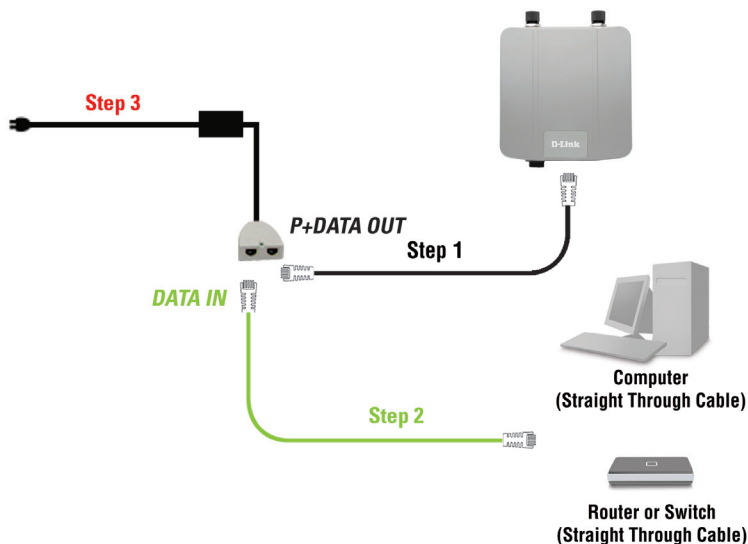 Step 3
D-Link
P+DATA OUT
Step 1
DATA IN
Computer
(Straight Through Cable)
Step 2
Router or Switch
(Straight Through Cable)